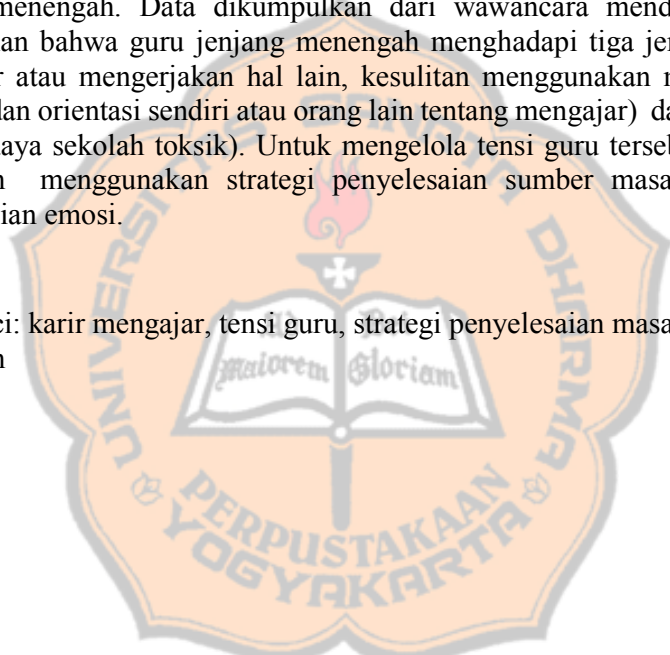 menengah. Data dikumpulkan dari wawancara mend
an bahwa guru jenjang menengah menghadapi tiga jer
r atau mengerjakan hal lain, kesulitan menggunakan
dan orientasi sendiri atau orang lain tentang mengajar) da
aya sekolah toksik). Untuk mengelola tensi guru terseb
menggunakan strategi penyelesaian sumber masa
ian emosi.
ci: karir mengajar, tensi guru, strategi penyelesaian masa
UNIVERSITAS SANATA DHARMA
Ad Dei
Maiorem Gloriam
PERPUSTAKAAN
YOGYAKARTA